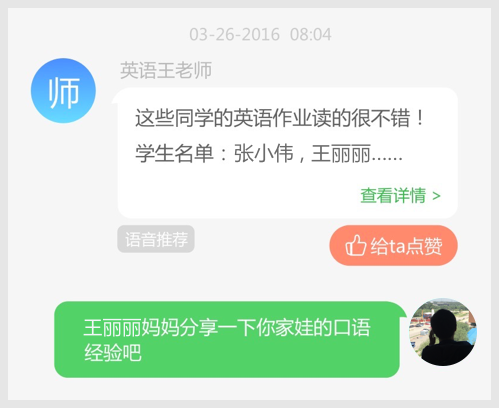 03-26-2016 08:04
英语王老师
师
这些同学的英语作业读的很不错！
学生名单：张小伟，王丽丽……
查看详情 >
语音推荐
给ta点赞
王丽丽妈妈分享一下你家娃的口语
经验吧